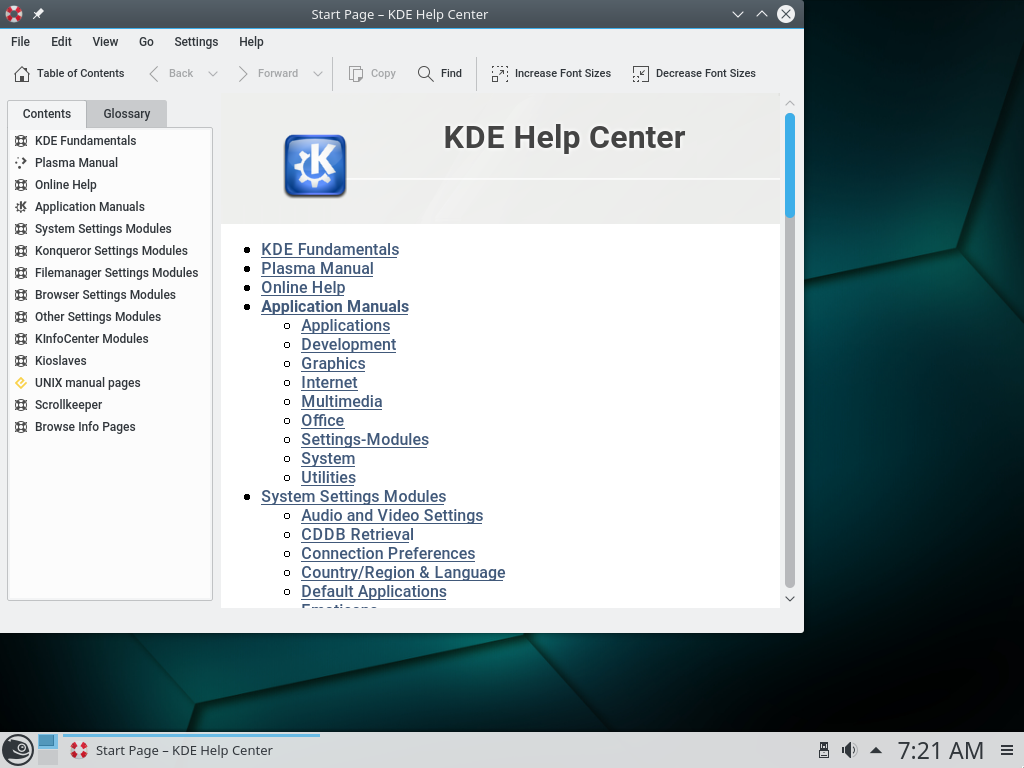 Start Page – KDE Help Center
File Edit View Go Settings Help
Table of Contents Back Forward Copy Find Increase Font Sizes Decrease Font Sizes
Contents Glossary
KDE Fundamentals
Plasma Manual
Online Help
Application Manuals
System Settings Modules
Konqueror Settings Modules
Filemanager Settings Modules
Browser Settings Modules
Other Settings Modules
KInfoCenter Modules
Kioslaves
UNIX manual pages
Scrollkeeper
Browse Info Pages
KDE Help Center
KDE Fundamentals
Plasma Manual
Online Help
Application Manuals
Applications
Development
Graphics
Internet
Multimedia
Office
Settings-Modules
System
Utilities
System Settings Modules
Audio and Video Settings
CDDB Retrieval
Connection Preferences
Country/Region & Language
Default Applications
Start Page – KDE Help Center
7:21 AM